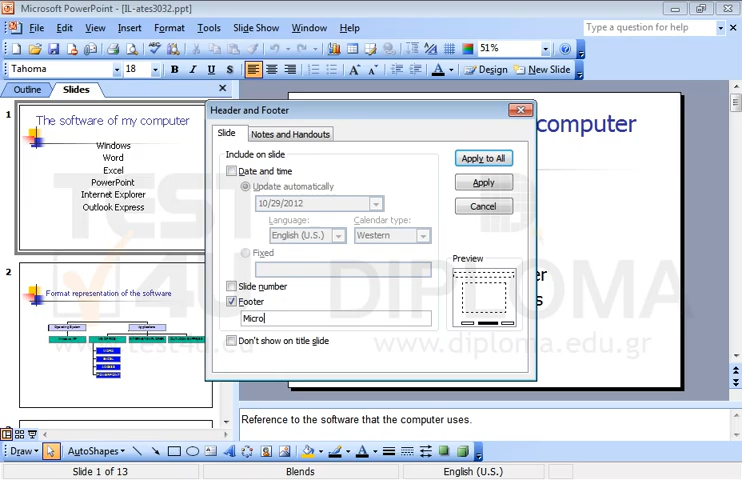 Microsoft PowerPoint - [IL-ates3032.ppt]
File Edit View Insert Format Tools Slide Show Window Help
Type a question for help
51%
Tahoma 18 B I U S A A A Design New Slide
Outline Slides
1
The software of my computer
Windows
Word
Excel
PowerPoint
Internet Explorer
Outlook Express
2
Format representation of the software
computer
Header and Footer
Slide Notes and Handouts
Include on slide
Date and time
Update automatically
10/29/2012
Language: Calendar type:
English (U.S.) Western
Fixed
Slide number
Footer
Micro
Don't show on title slide
Apply to All
Apply
Cancel
Preview
TEST4U
DIPLOMA
www.test4u.eu www.diploma.edu.gr
Reference to the software that the computer uses.
Draw AutoShapes
Slide 1 of 13 Blends English (U.S.)